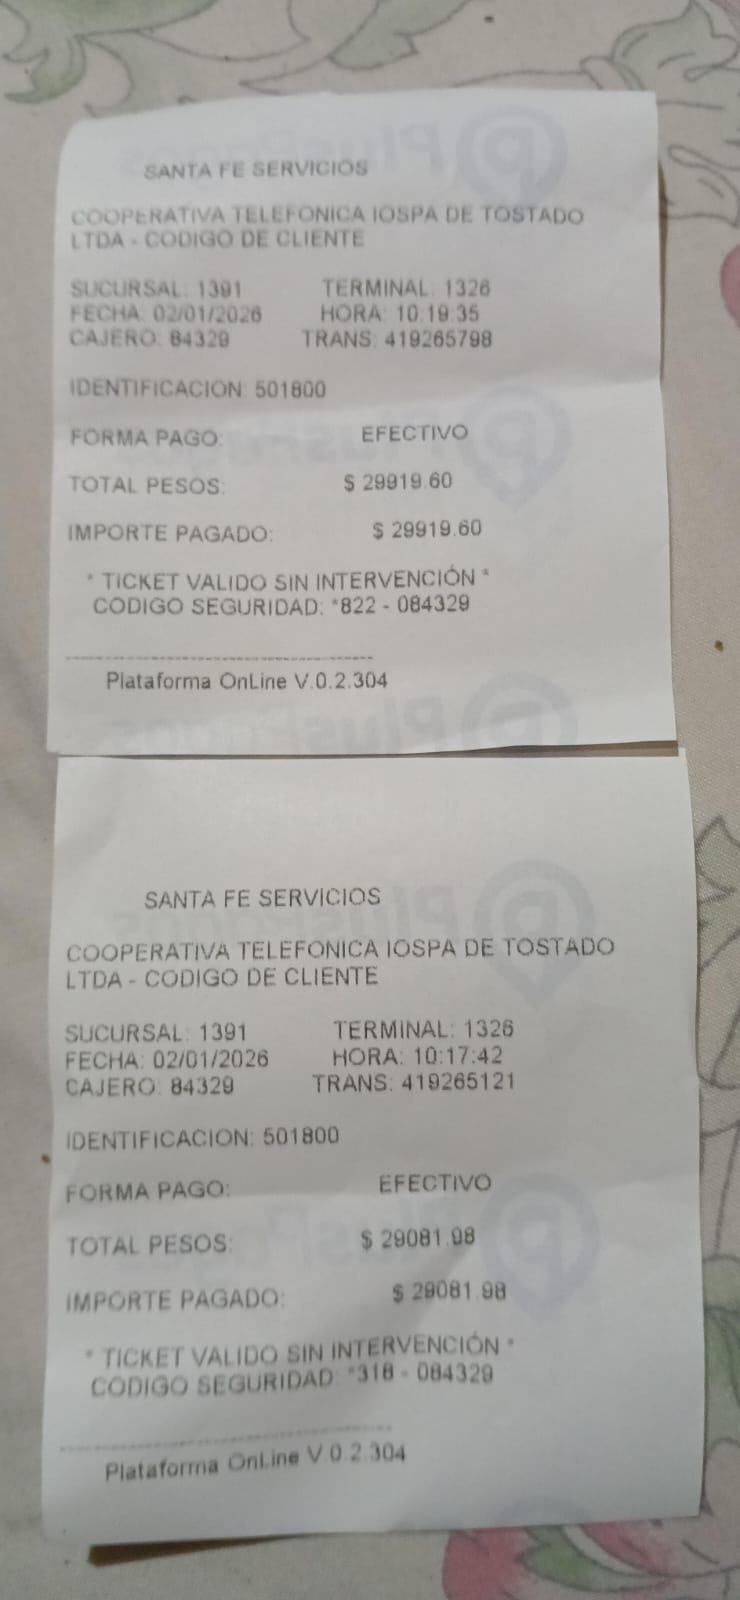 SANTA FE SERVICIOS
COOPERATIVA TELEFONICA IOSPA DE TOSTADO
LTDA - CODIGO DE CLIENTE
SUCURSAL: 1391 TERMINAL: 1326
FECHA: 02/01/2026 HORA: 10:19:35
CAJERO: 84329 TRANS: 419265798
IDENTIFICACION: 501800
FORMA PAGO: EFECTIVO
TOTAL PESOS: $ 29919.60
IMPORTE PAGADO: $ 29919.60
* TICKET VALIDO SIN INTERVENCIÓN *
CODIGO SEGURIDAD: *822 - 084329
Plataforma OnLine V.0.2.304
SANTA FE SERVICIOS
COOPERATIVA TELEFONICA IOSPA DE TOSTADO
LTDA - CODIGO DE CLIENTE
SUCURSAL: 1391 TERMINAL: 1326
FECHA: 02/01/2026 HORA: 10:17:42
CAJERO: 84329 TRANS: 419265121
IDENTIFICACION: 501800
FORMA PAGO: EFECTIVO
TOTAL PESOS: $ 29081.98
IMPORTE PAGADO: $ 29081.98
* TICKET VALIDO SIN INTERVENCIÓN *
CODIGO SEGURIDAD: *318 - 084329
Plataforma OnLine V.0.2.304